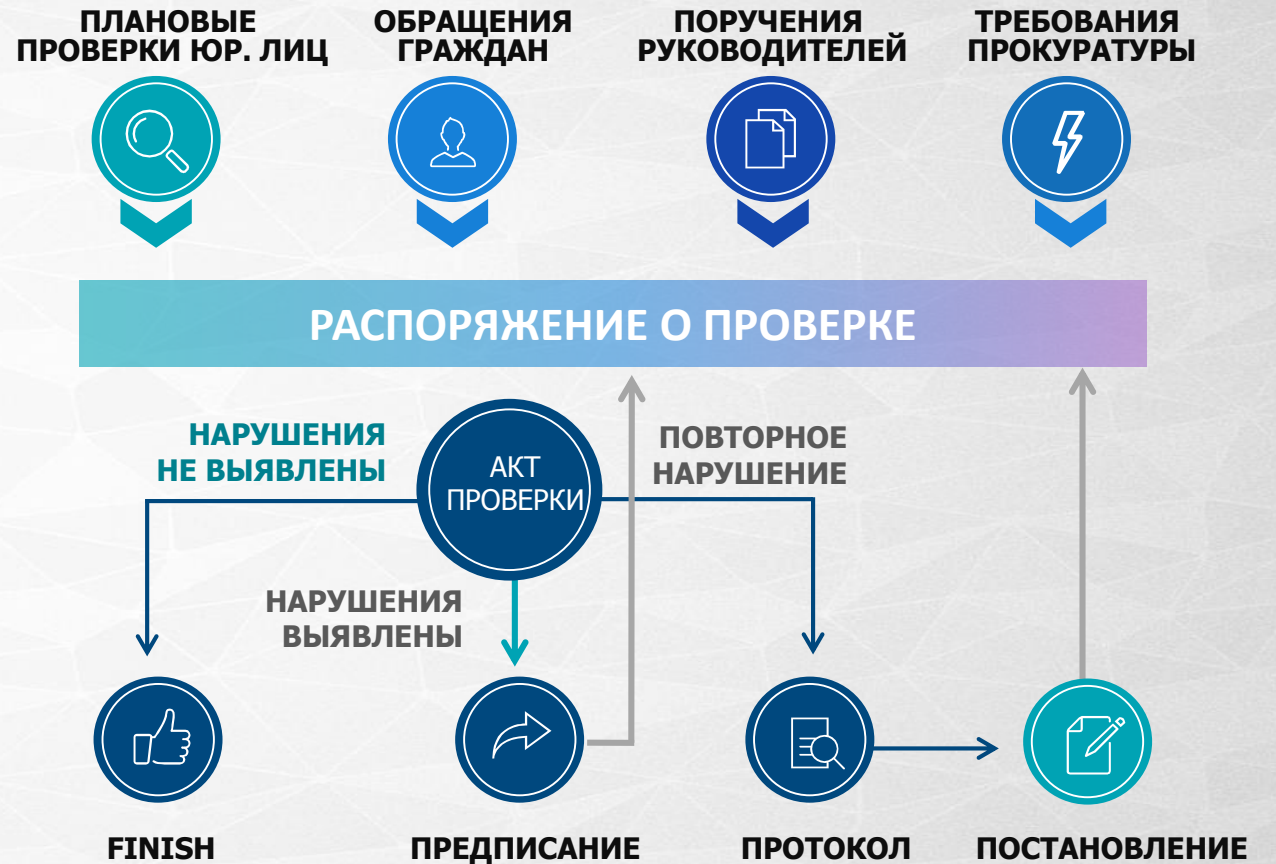 ПЛАНОВЫЕ
ПРОВЕРКИ ЮР. ЛИЦ
ОБРАЩЕНИЯ
ГРАЖДАН
ПОРУЧЕНИЯ
РУКОВОДИТЕЛЕЙ
ТРЕБОВАНИЯ
ПРОКУРАТУРЫ
РАСПОРЯЖЕНИЕ О ПРОВЕРКЕ
НАРУШЕНИЯ
НЕ ВЫЯВЛЕНЫ
АКТ
ПРОВЕРКИ
ПОВТОРНОЕ
НАРУШЕНИЕ
НАРУШЕНИЯ
ВЫЯВЛЕНЫ
FINISH
ПРЕДПИСАНИЕ
ПРОТОКОЛ
ПОСТАНОВЛЕНИЕ